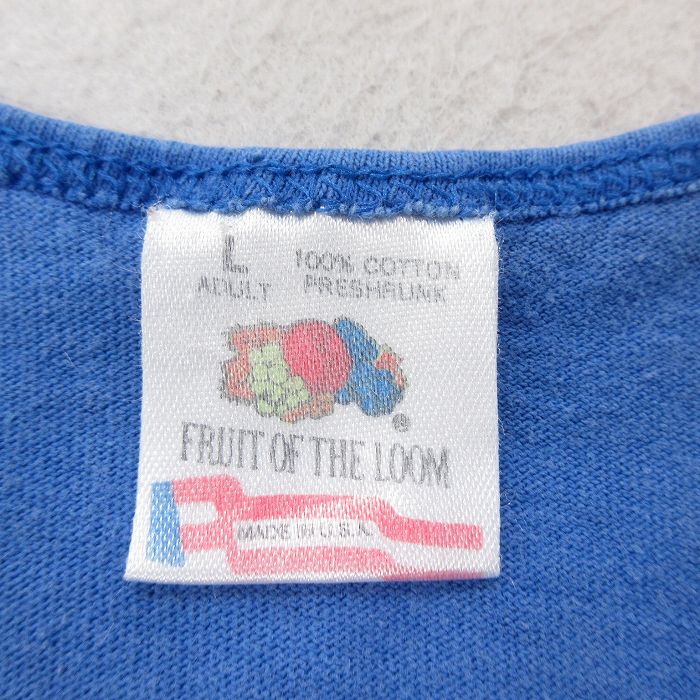 L 100% COTTON
ADULT PRESHRUNK
®
FRUIT OF THE LOOM
MADE IN U.S.A.